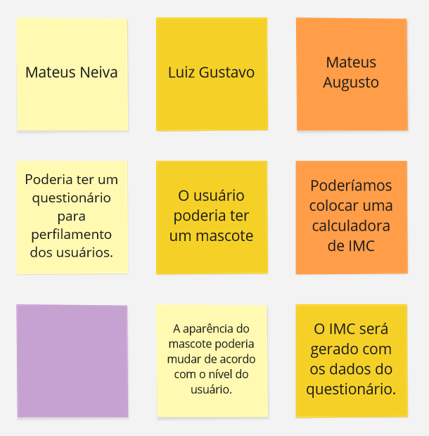 Mateus Neiva
Luiz Gustavo
Mateus
Augusto
Poderia ter um
questionário
para
perfilamento
dos usuários.
O usuário
poderia ter
um mascote
Poderíamos
colocar uma
calculadora
de IMC
A aparência do
mascote poderia
mudar de acordo
com o nível do
usuário.
O IMC será
gerado com
os dados do
questionário.